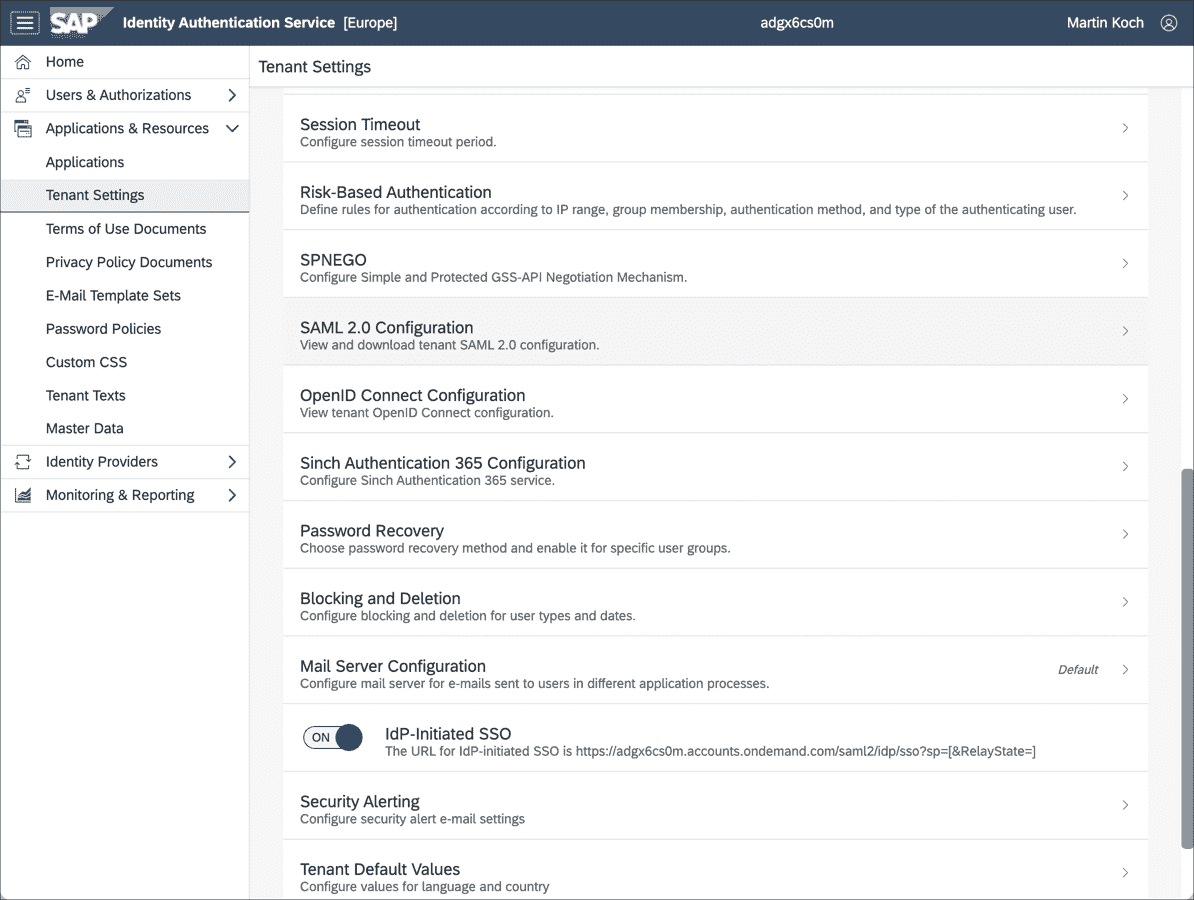 SAP Identity Authentication Service [Europe] adgx6cs0m Martin Koch
Home
Users & Authorizations
Applications & Resources
Applications
Tenant Settings
Terms of Use Documents
Privacy Policy Documents
E-Mail Template Sets
Password Policies
Custom CSS
Tenant Texts
Master Data
Identity Providers
Monitoring & Reporting
Tenant Settings
Session Timeout
Configure session timeout period.
Risk-Based Authentication
Define rules for authentication according to IP range, group membership, authentication method, and type of the authenticating user.
SPNEGO
Configure Simple and Protected GSS-API Negotiation Mechanism.
SAML 2.0 Configuration
View and download tenant SAML 2.0 configuration.
OpenID Connect Configuration
View tenant OpenID Connect configuration.
Sinch Authentication 365 Configuration
Configure Sinch Authentication 365 service.
Password Recovery
Choose password recovery method and enable it for specific user groups.
Blocking and Deletion
Configure blocking and deletion for user types and dates.
Mail Server Configuration
Configure mail server for e-mails sent to users in different application processes.
Default
ON
IdP-Initiated SSO
The URL for IdP-initiated SSO is https://adgx6cs0m.accounts.ondemand.com/saml2/idp/sso?sp=[&RelayState=]
Security Alerting
Configure security alert e-mail settings
Tenant Default Values
Configure values for language and country